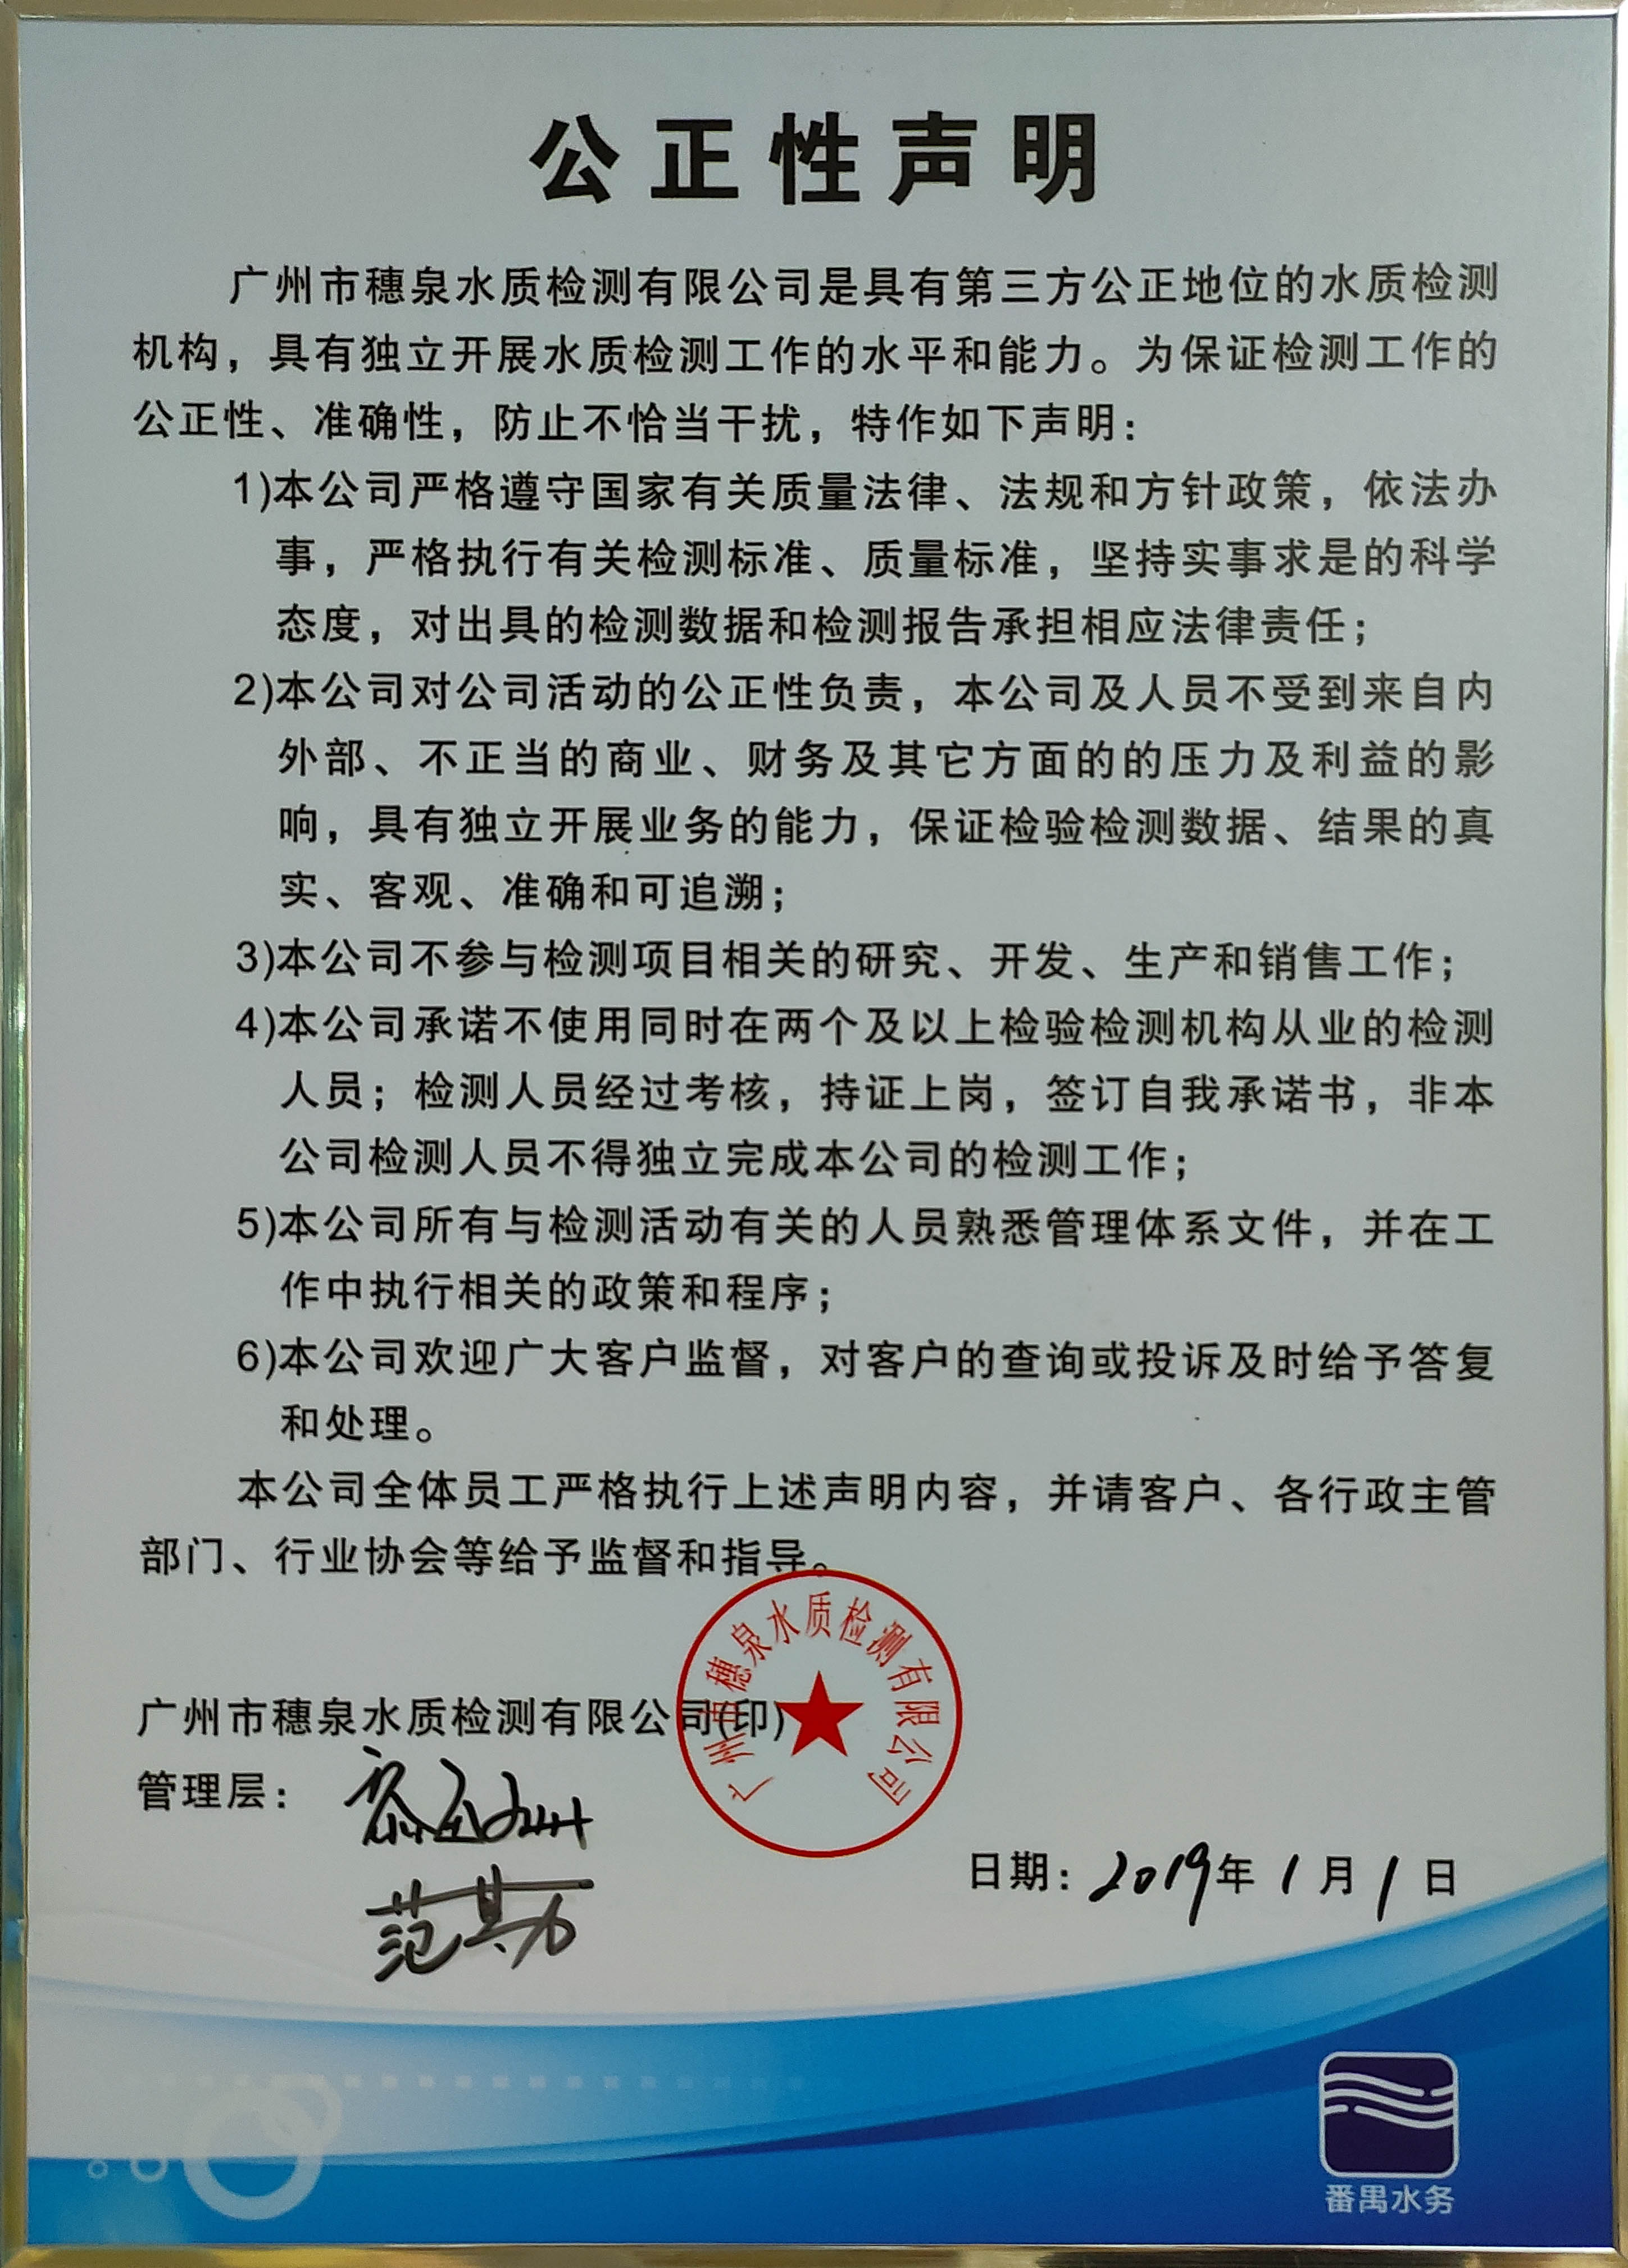 公正性声明
广州市穗泉水质检测有限公司是具有第三方公正地位的水质检测
机构，具有独立开展水质检测工作的水平和能力。为保证检测工作的
公正性、准确性，防止不恰当干扰，特作如下声明：
1)本公司严格遵守国家有关质量法律、法规和方针政策，依法办
事，严格执行有关检测标准、质量标准，坚持实事求是的科学
态度，对出具的检测数据和检测报告承担相应法律责任；
2)本公司对公司活动的公正性负责，本公司及人员不受到来自内
外部、不正当的商业、财务及其它方面的的压力及利益的影
响，具有独立开展业务的能力，保证检验检测数据、结果的真
实、客观、准确和可追溯；
3)本公司不参与检测项目相关的研究、开发、生产和销售工作；
4)本公司承诺不使用同时在两个及以上检验检测机构从业的检测
人员；检测人员经过考核，持证上岗，签订自我承诺书，非本
公司检测人员不得独立完成本公司的检测工作；
5)本公司所有与检测活动有关的人员熟悉管理体系文件，并在工
作中执行相关的政策和程序；
6)本公司欢迎广大客户监督，对客户的查询或投诉及时给予答复
和处理。
本公司全体员工严格执行上述声明内容，并请客户、各行政主管
部门、行业协会等给予监督和指导。
广州市穗泉水质检测有限公司
广州市穗泉水质检测有限公司(印)
管理层：
日期：2019年1月1日
番禺水务